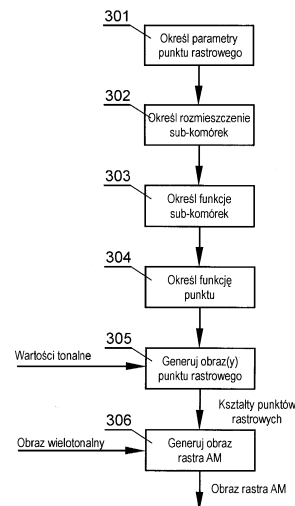 301
Określ parametry
punktu rastrowego
302
Określ rozmieszczenie
sub-komórek
303
Określ funkcje
sub-komórek
304
Określ funkcję
punktu
305
Wartości tonalne
Generuj obraz(y)
punktu rastrowego
Kształty punktów
rastrowych
306
Obraz wielotonalny
Generuj obraz
rastra AM
Obraz rastra AM